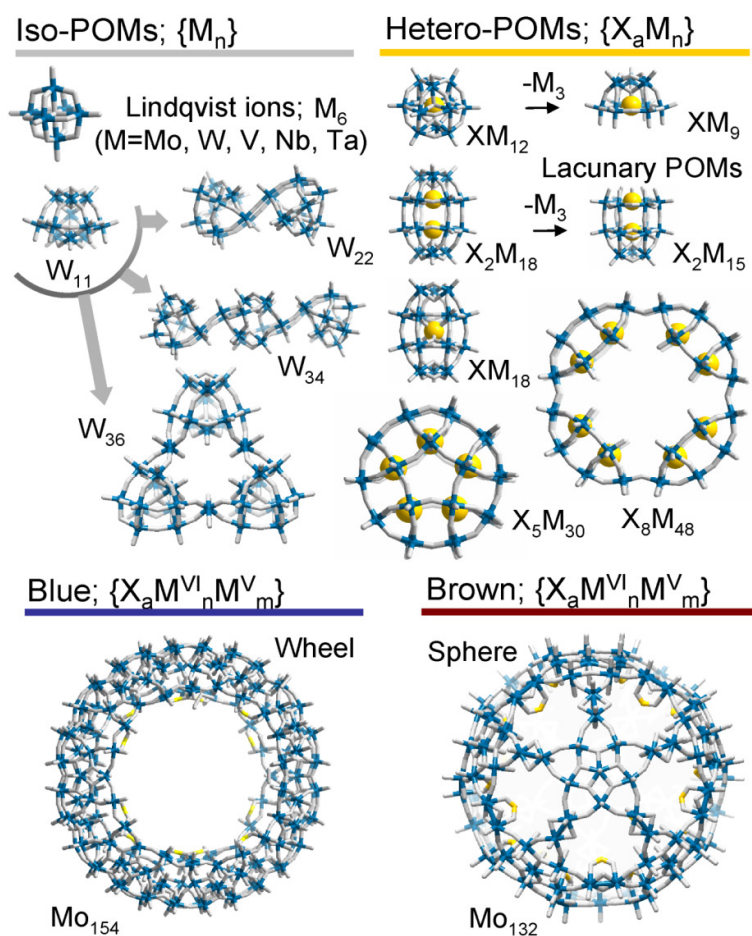 Iso-POMs; {Mₙ}
Lindqvist ions; M₆
(M=Mo, W, V, Nb, Ta)
W₁₁
W₂₂
W₃₄
W₃₆
Hetero-POMs; {XₐMₙ}
XM₁₂
-M₃
XM₉
Lacunary POMs
X₂M₁₈
-M₃
X₂M₁₅
XM₁₈
X₅M₃₀
X₈M₄₈
Blue; {XₐMⱽᴵₙMⱽₘ}
Wheel
Mo₁₅₄
Brown; {XₐMⱽᴵₙMⱽₘ}
Sphere
Mo₁₃₂